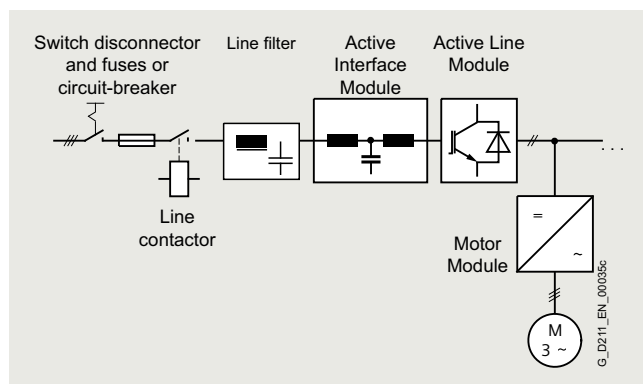 Switch disconnector
and fuses or
circuit-breaker
Line filter
Active
Interface
Module
Active Line
Module
. . .
Line
contactor
Motor
Module
=
~
M
3 ~
G_D211_EN_00035c